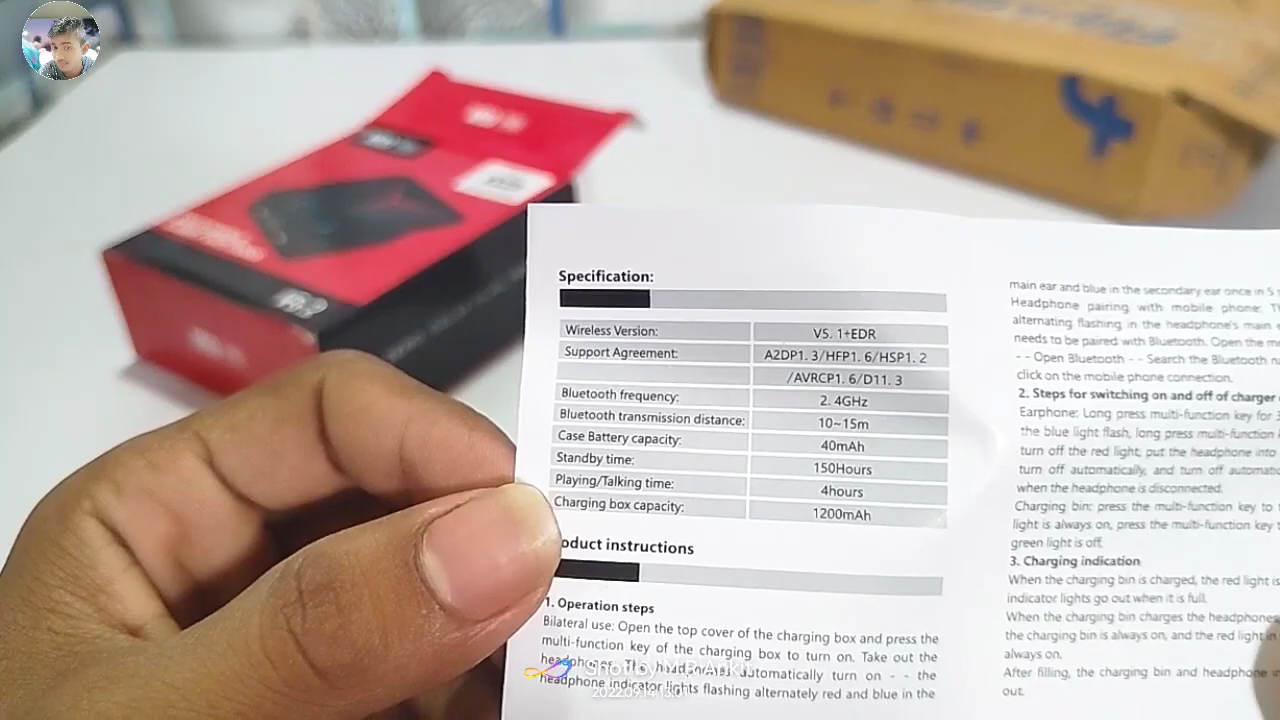 Specification:
Wireless Version: V5. 1+EDR
Support Agreement: A2DP1. 3/HFP1. 6/HSP1. 2
/AVRCP1. 6/D11. 3
Bluetooth frequency: 2. 4GHz
Bluetooth transmission distance: 10~15m
Case Battery capacity: 40mAh
Standby time: 150Hours
Playing/Talking time: 4hours
Charging box capacity: 1200mAh
oduct instructions
1. Operation steps
Bilateral use: Open the top cover of the charging box and press the
multi-function key of the charging box to turn on. Take out the
headphones. The headphones automatically turn on - - the
headphone indicator lights flashing alternately red and blue in the
main ear and blue in the secondary ear once in 5
Headphone pairing with mobile phone:
alternating flashing in the headphone's main
needs to be paired with Bluetooth. Open the
- - Open Bluetooth - - Search the Bluetooth
click on the mobile phone connection.
2. Steps for switching on and off of charger
Earphone: Long press multi-function key for
the blue light flash, long press multi-function
turn off the red light, put the headphone into
turn off automatically, and turn off
when the headphone is disconnected.
Charging bin: press the multi-function key to
light is always on, press the multi-function key
green light is off.
3. Charging indication
When the charging bin is charged, the red light is
indicator lights go out when it is full.
When the charging bin charges the headphones
the charging bin is always on, and the red light in
always on.
After filling, the charging bin and headphone
out.
Shot by